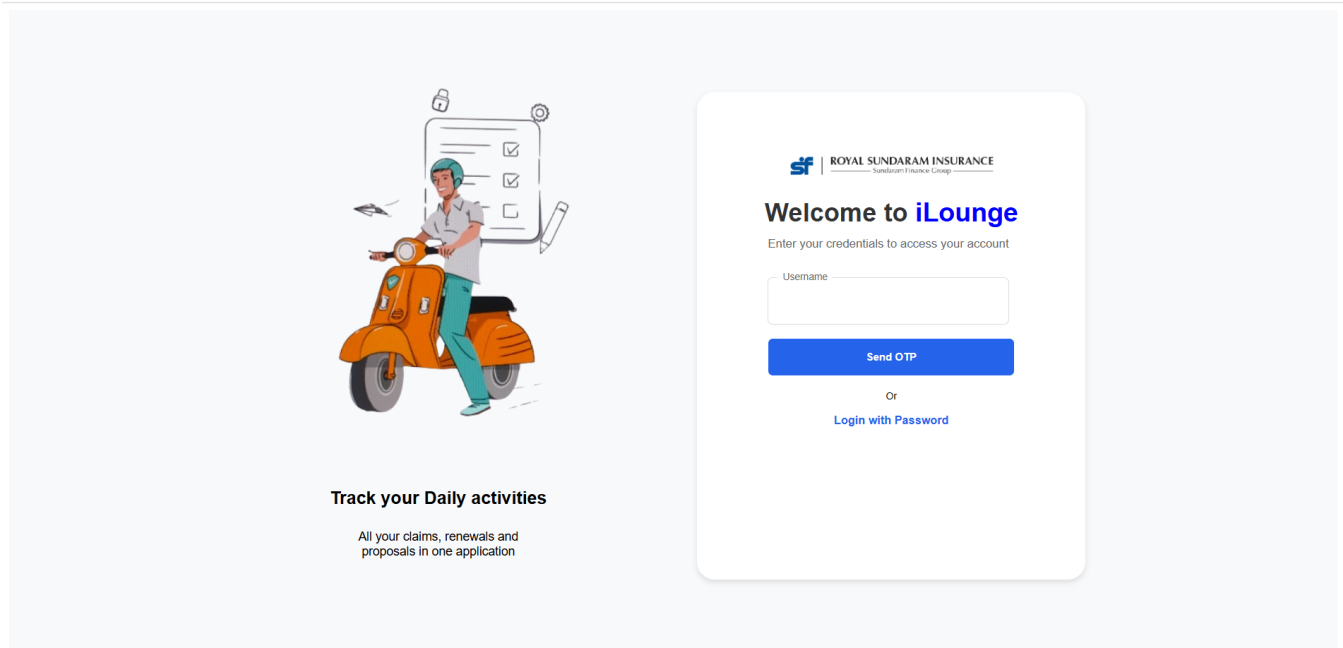 sf | ROYAL SUNDARAM INSURANCE
Sundaram Finance Group
Welcome to iLounge
Enter your credentials to access your account
Username
Send OTP
Or
Login with Password
Track your Daily activities
All your claims, renewals and
proposals in one application